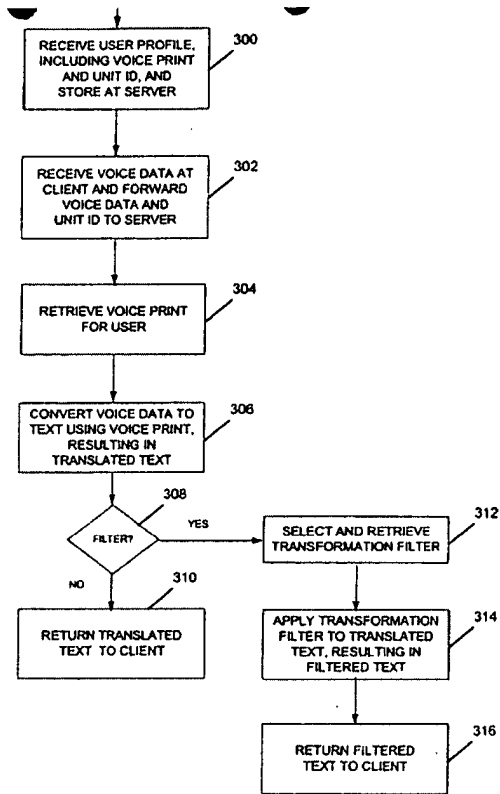 300
RECEIVE USER PROFILE,
INCLUDING VOICE PRINT
AND UNIT ID, AND
STORE AT SERVER
302
RECEIVE VOICE DATA AT
CLIENT AND FORWARD
VOICE DATA AND
UNIT ID TO SERVER
304
RETRIEVE VOICE PRINT
FOR USER
306
CONVERT VOICE DATA TO
TEXT USING VOICE PRINT,
RESULTING IN
TRANSLATED TEXT
308
FILTER?
YES
NO
310
RETURN TRANSLATED
TEXT TO CLIENT
312
SELECT AND RETRIEVE
TRANSFORMATION FILTER
314
APPLY TRANSFORMATION
FILTER TO TRANSLATED
TEXT, RESULTING IN
FILTERED TEXT
316
RETURN FILTERED
TEXT TO CLIENT